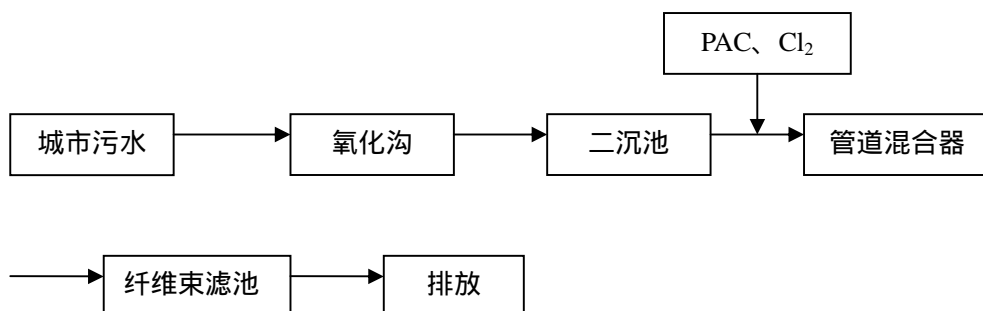 PAC、Cl₂
城市污水
氧化沟
二沉池
管道混合器
纤维束滤池
排放